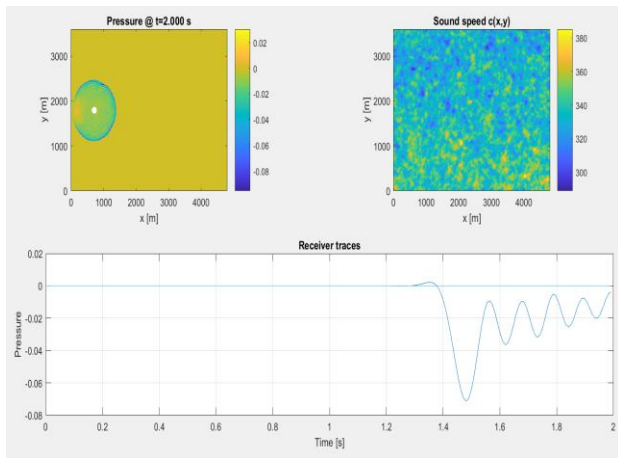 Pressure @ t=2.000 s
3000
2000
1000
0
y [m]
0 1000 2000 3000 4000
x [m]
0.02
0
-0.02
-0.04
-0.06
-0.08
Sound speed c(x,y)
3000
2000
1000
0
y [m]
0 1000 2000 3000 4000
x [m]
380
360
340
320
300
Receiver traces
0.02
0
-0.02
-0.04
-0.06
-0.08
Pressure
0 0.2 0.4 0.6 0.8 1 1.2 1.4 1.6 1.8 2
Time [s]